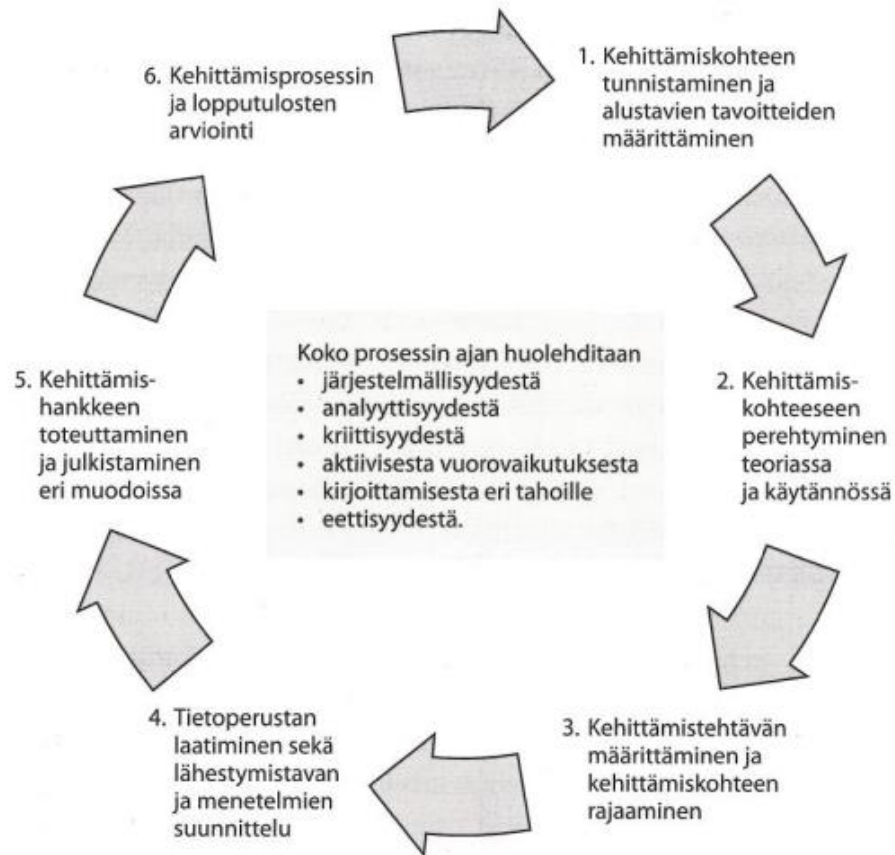 1. Kehittämiskohteen
tunnistaminen ja
alustavien tavoitteiden
määrittäminen
2. Kehittämis-
kohteeseen
perehtyminen
teoriassa
ja käytännössä
3. Kehittämistehtävän
määrittäminen ja
kehittämiskohteen
rajaaminen
4. Tietoperustan
laatiminen sekä
lähestymistavan
ja menetelmien
suunnittelu
5. Kehittämis-
hankkeen
toteuttaminen
ja julkistaminen
eri muodoissa
6. Kehittämisprosessin
ja lopputulosten
arviointi
Koko prosessin ajan huolehditaan
• järjestelmällisyydestä
• analyyttisyydestä
• kriittisyydestä
• aktiivisesta vuorovaikutuksesta
• kirjoittamisesta eri tahoille
• eettisyydestä.